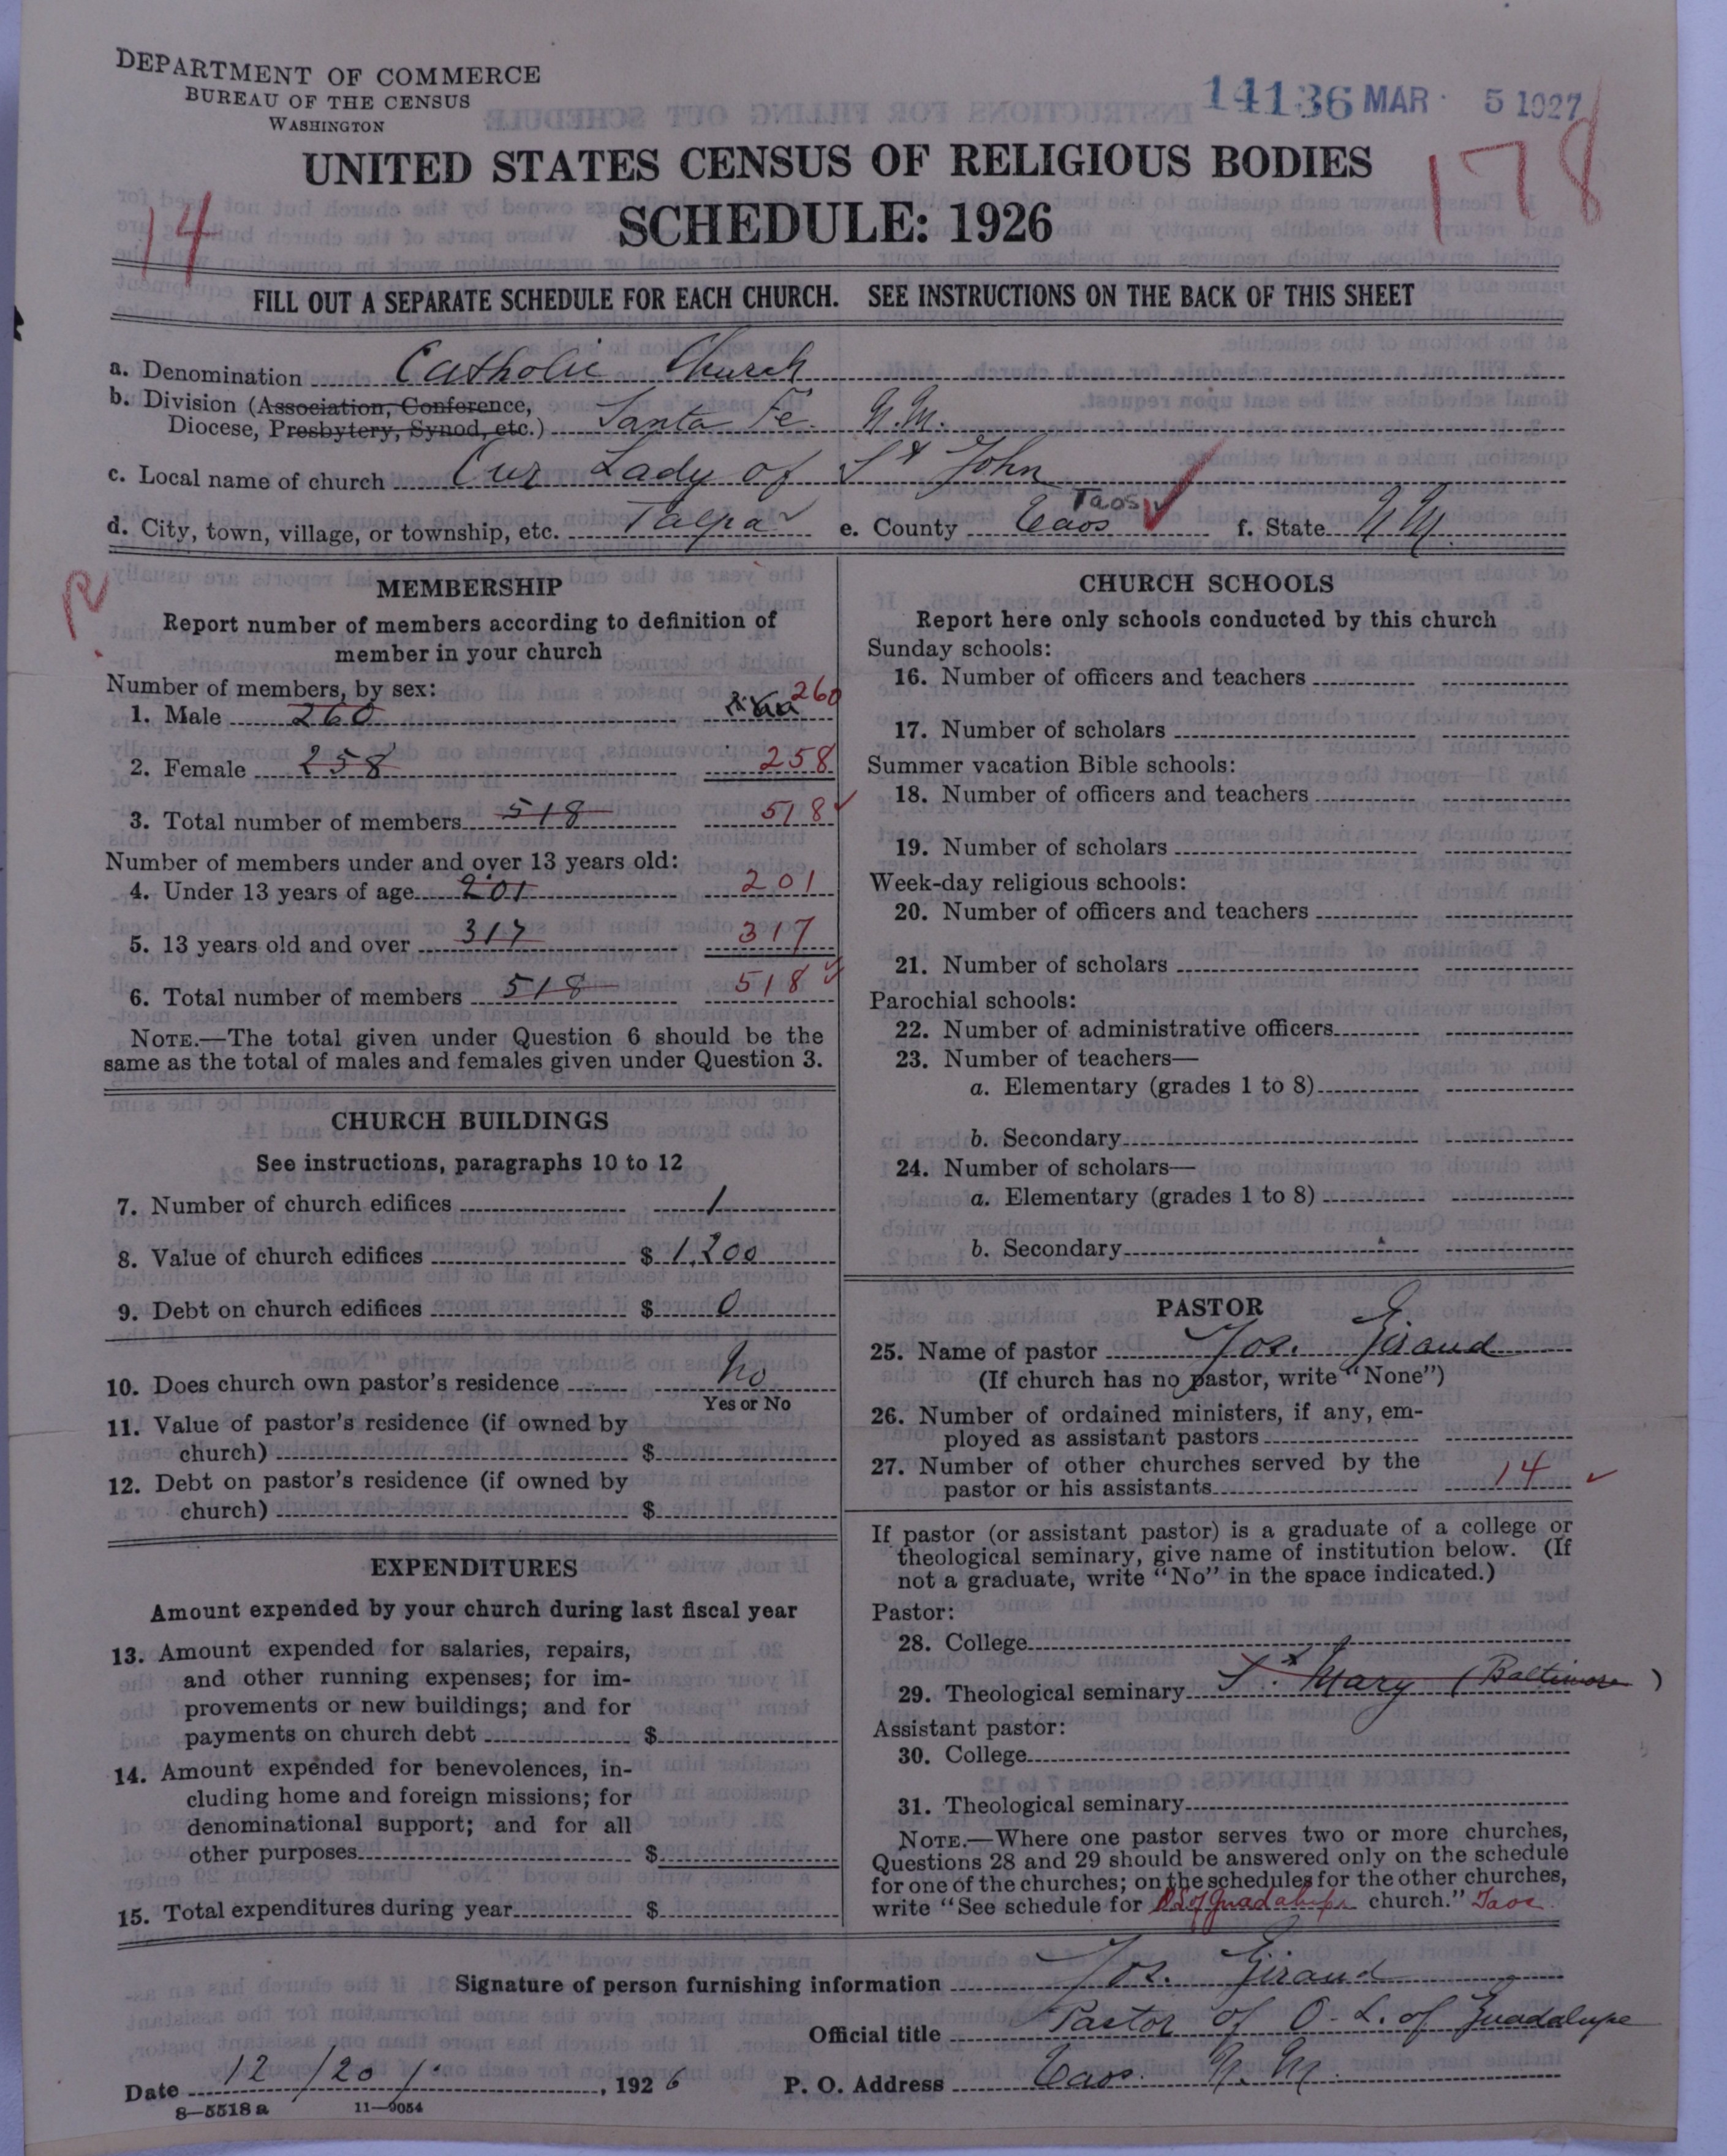 DEPARTMENT OF COMMERCE
BUREAU OF THE CENSUS
WASHINGTON
14136 MAR 5 1927
178
UNITED STATES CENSUS OF RELIGIOUS BODIES
14
SCHEDULE: 1926
FILL OUT A SEPARATE SCHEDULE FOR EACH CHURCH. SEE INSTRUCTIONS ON THE BACK OF THIS SHEET
a. Denomination Catholic Church
b. Division (Association, Conference,
Diocese, Presbytery, Synod, etc.) Santa Fe N.M.
c. Local name of church Our Lady of St John
d. City, town, village, or township, etc. Talpa e. County Taos Taos f. State N.M.
R
MEMBERSHIP
Report number of members according to definition of
member in your church
Number of members, by sex:
1. Male 260 260
2. Female 258 258
3. Total number of members 518 518
Number of members under and over 13 years old:
4. Under 13 years of age 201 201
5. 13 years old and over 317 317
6. Total number of members 518 518
NOTE.—The total given under Question 6 should be the
same as the total of males and females given under Question 3.
CHURCH BUILDINGS
See instructions, paragraphs 10 to 12
7. Number of church edifices 1
8. Value of church edifices $ 1,200
9. Debt on church edifices $ 0
10. Does church own pastor's residence No
Yes or No
11. Value of pastor's residence (if owned by
church) $
12. Debt on pastor's residence (if owned by
church) $
EXPENDITURES
Amount expended by your church during last fiscal year
13. Amount expended for salaries, repairs,
and other running expenses; for im-
provements or new buildings; and for
payments on church debt $
14. Amount expended for benevolences, in-
cluding home and foreign missions; for
denominational support; and for all
other purposes $
15. Total expenditures during year $
CHURCH SCHOOLS
Report here only schools conducted by this church
Sunday schools:
16. Number of officers and teachers
17. Number of scholars
Summer vacation Bible schools:
18. Number of officers and teachers
19. Number of scholars
Week-day religious schools:
20. Number of officers and teachers
21. Number of scholars
Parochial schools:
22. Number of administrative officers
23. Number of teachers—
a. Elementary (grades 1 to 8)
b. Secondary
24. Number of scholars—
a. Elementary (grades 1 to 8)
b. Secondary
PASTOR
25. Name of pastor Jos. Giraud
(If church has no pastor, write "None")
26. Number of ordained ministers, if any, em-
ployed as assistant pastors
27. Number of other churches served by the
pastor or his assistants 14
If pastor (or assistant pastor) is a graduate of a college or
theological seminary, give name of institution below. (If
not a graduate, write "No" in the space indicated.)
Pastor:
28. College
29. Theological seminary St. Mary (Baltimore)
Assistant pastor:
30. College
31. Theological seminary
NOTE.—Where one pastor serves two or more churches,
Questions 28 and 29 should be answered only on the schedule
for one of the churches; on the schedules for the other churches,
write "See schedule for O L of Guadalupe church." Taos
Signature of person furnishing information Jos. Giraud
Official title Pastor of O. L. of Guadalupe
Date 12/20/, 1926 P. O. Address Taos N.M.
8—5518 a 11—9054